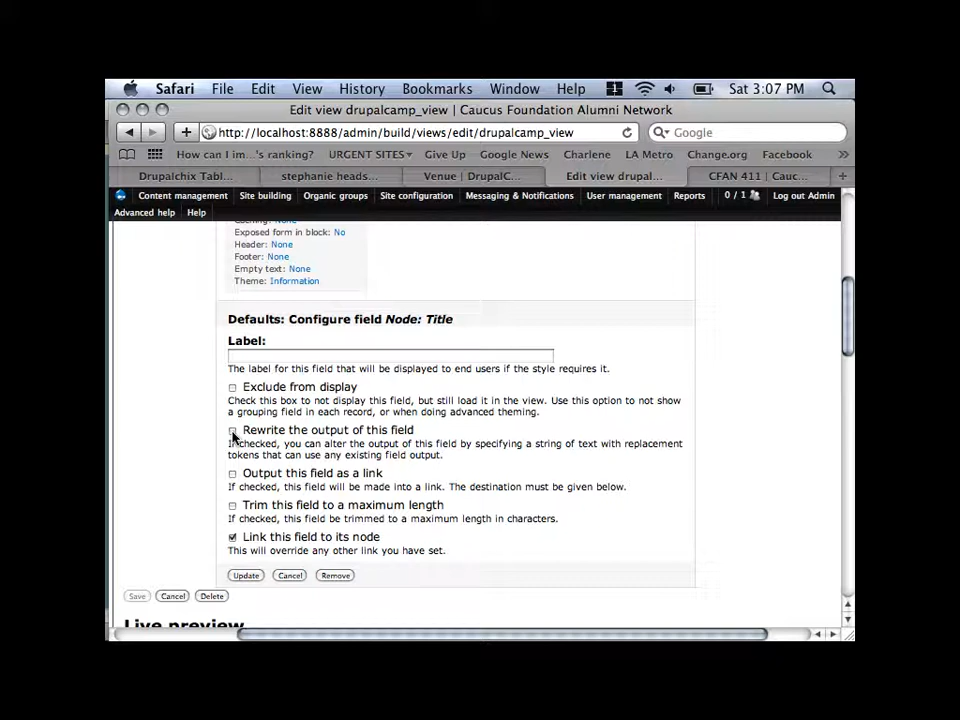 Safari File Edit View History Bookmarks Window Help 1 Sat 3:07 PM
Edit view drupalcamp_view | Caucus Foundation Alumni Network
http://localhost:8888/admin/build/views/edit/drupalcamp_view Google
How can I im...'s ranking? URGENT SITES Give Up Google News Charlene LA Metro Change.org Facebook
Drupalchix Tabl... stephanie heads... Venue | DrupalC... Edit view drupal... CFAN 411 | Cauc...
Content management Site building Organic groups Site configuration Messaging & Notifications User management Reports 0 / 1 Log out Admin
Advanced help Help
Exposed form in block: No
Header: None
Footer: None
Empty text: None
Theme: Information
Defaults: Configure field Node: Title
Label:
The label for this field that will be displayed to end users if the style requires it.
Exclude from display
Check this box to not display this field, but still load it in the view. Use this option to not show
a grouping field in each record, or when doing advanced theming.
Rewrite the output of this field
If checked, you can alter the output of this field by specifying a string of text with replacement
tokens that can use any existing field output.
Output this field as a link
If checked, this field will be made into a link. The destination must be given below.
Trim this field to a maximum length
If checked, this field be trimmed to a maximum length in characters.
Link this field to its node
This will override any other link you have set.
Update Cancel Remove
Save Cancel Delete
Live preview